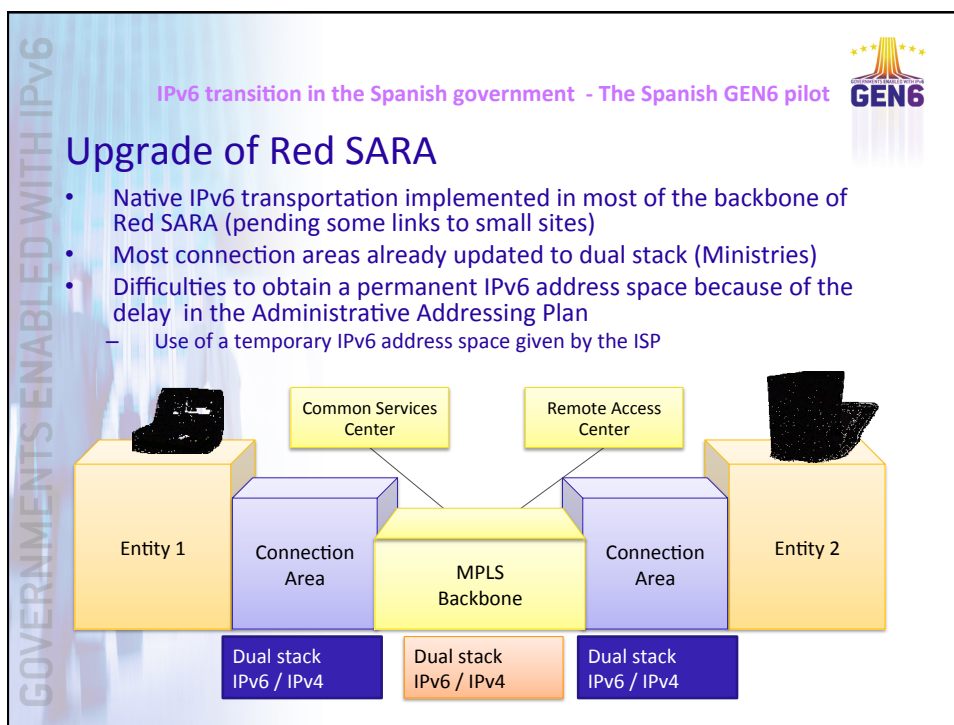 GOVERNMENTS ENABLED WITH IPv6
IPv6 transition in the Spanish government - The Spanish GEN6 pilot
GOVERNMENTS ENABLED WITH IPv6
GEN6
Upgrade of Red SARA
• Native IPv6 transportation implemented in most of the backbone of
Red SARA (pending some links to small sites)
• Most connection areas already updated to dual stack (Ministries)
• Difficulties to obtain a permanent IPv6 address space because of the
delay in the Administrative Addressing Plan
– Use of a temporary IPv6 address space given by the ISP
Common Services
Center
Remote Access
Center
Entity 1
Connection
Area
MPLS
Backbone
Connection
Area
Entity 2
Dual stack
IPv6 / IPv4
Dual stack
IPv6 / IPv4
Dual stack
IPv6 / IPv4